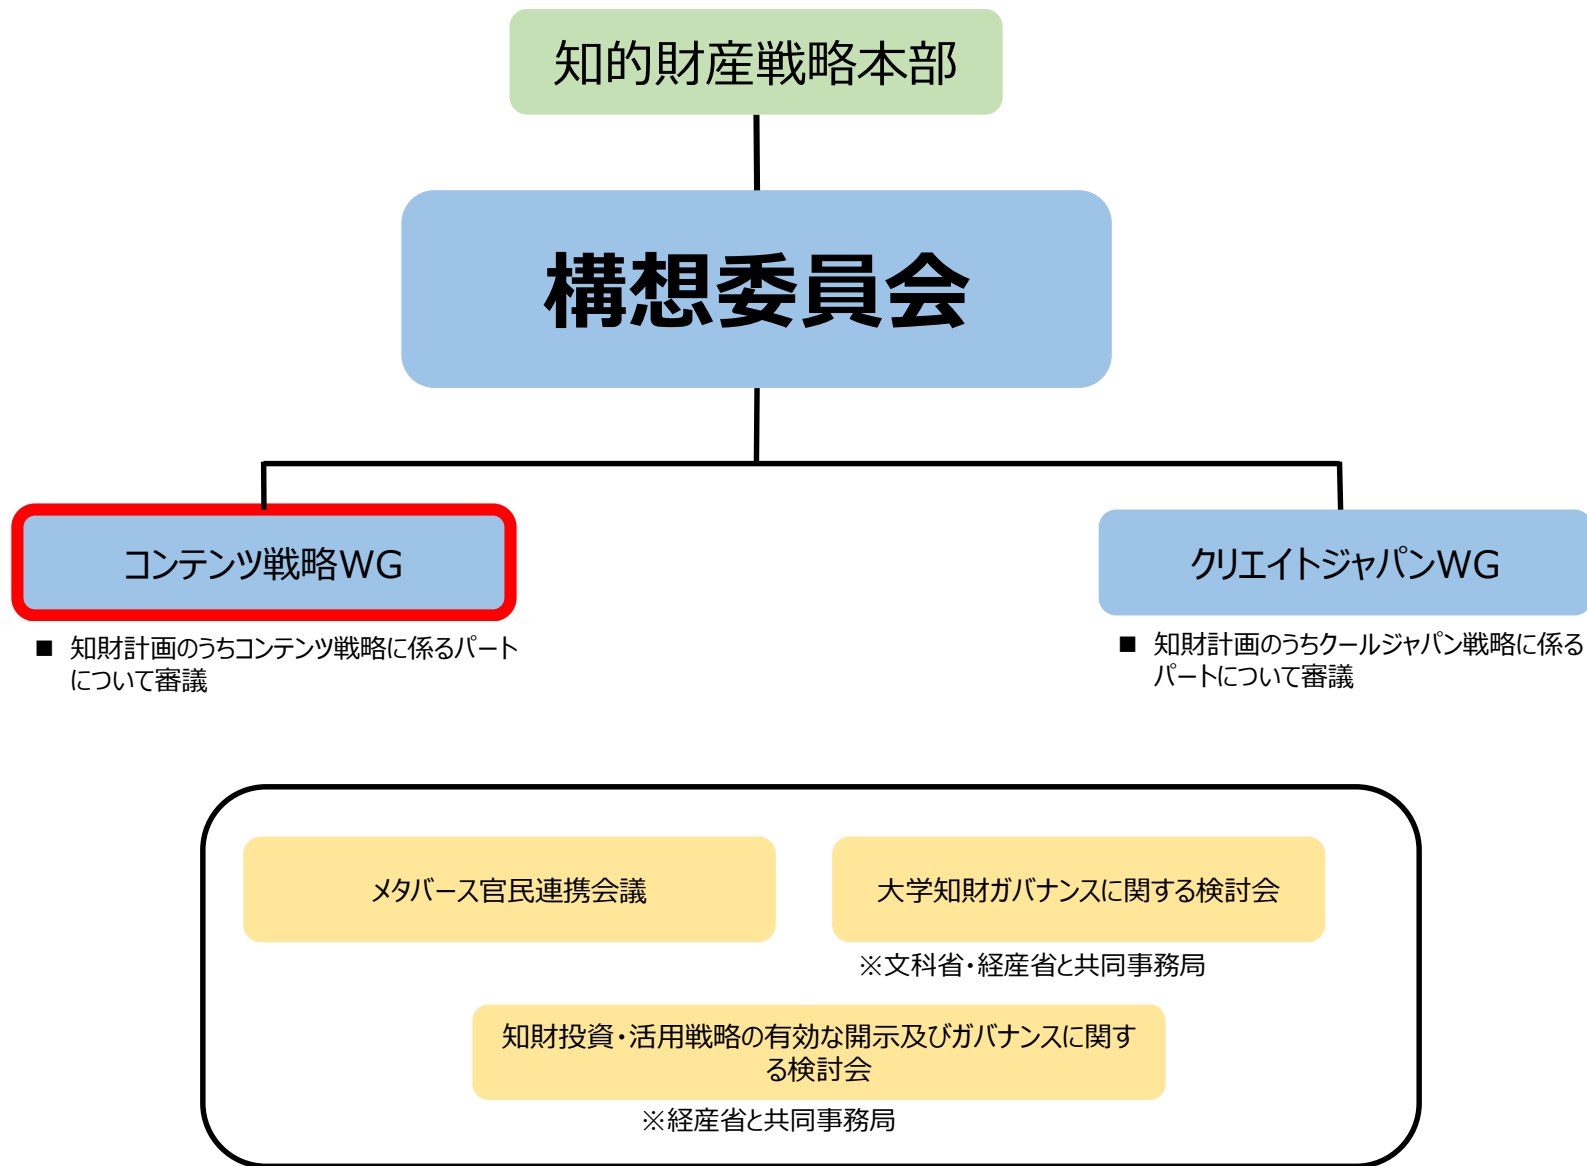 知的財産戦略本部
構想委員会
コンテンツ戦略WG
■ 知財計画のうちコンテンツ戦略に係るパート
について審議
クリエイトジャパンWG
■ 知財計画のうちクールジャパン戦略に係る
パートについて審議
メタバース官民連携会議
大学知財ガバナンスに関する検討会
※文科省・経産省と共同事務局
知財投資・活用戦略の有効な開示及びガバナンスに関す
る検討会
※経産省と共同事務局